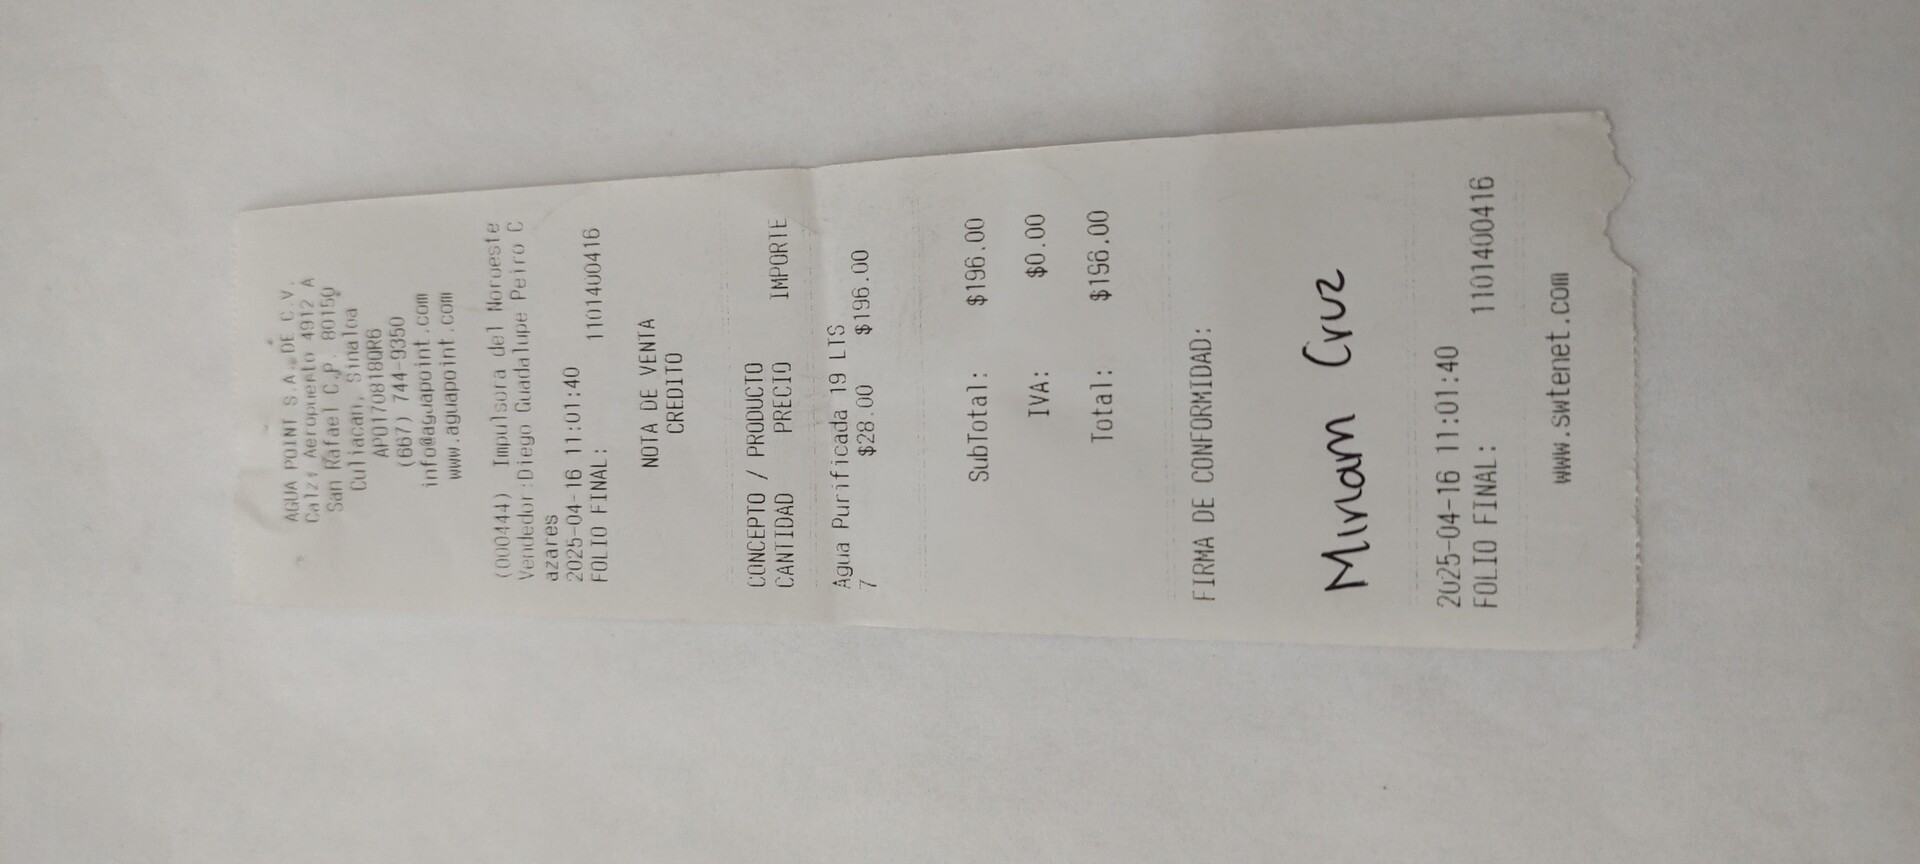 AGUA POINT S.A. DE C.V.
Calz. Aeropuerto 4912 A
San Rafael C.P. 80150
Culiacan, Sinaloa
APO170818QR6
(667) 744-9350
info@aguapoint.com
www.aguapoint.com
(000444) Impulsora del Noroeste
Vendedor:Diego Guadalupe Peiro C
azares
2025-04-16 11:01:40
FOLIO FINAL: 1101400416
NOTA DE VENTA
CREDITO
CONCEPTO / PRODUCTO
CANTIDAD PRECIO IMPORTE
Agua Purificada 19 LTS
7 $28.00 $196.00
SubTotal: $196.00
IVA: $0.00
Total: $196.00
FIRMA DE CONFORMIDAD:
Miriam Cruz
2025-04-16 11:01:40
FOLIO FINAL: 1101400416
www.swtenet.com